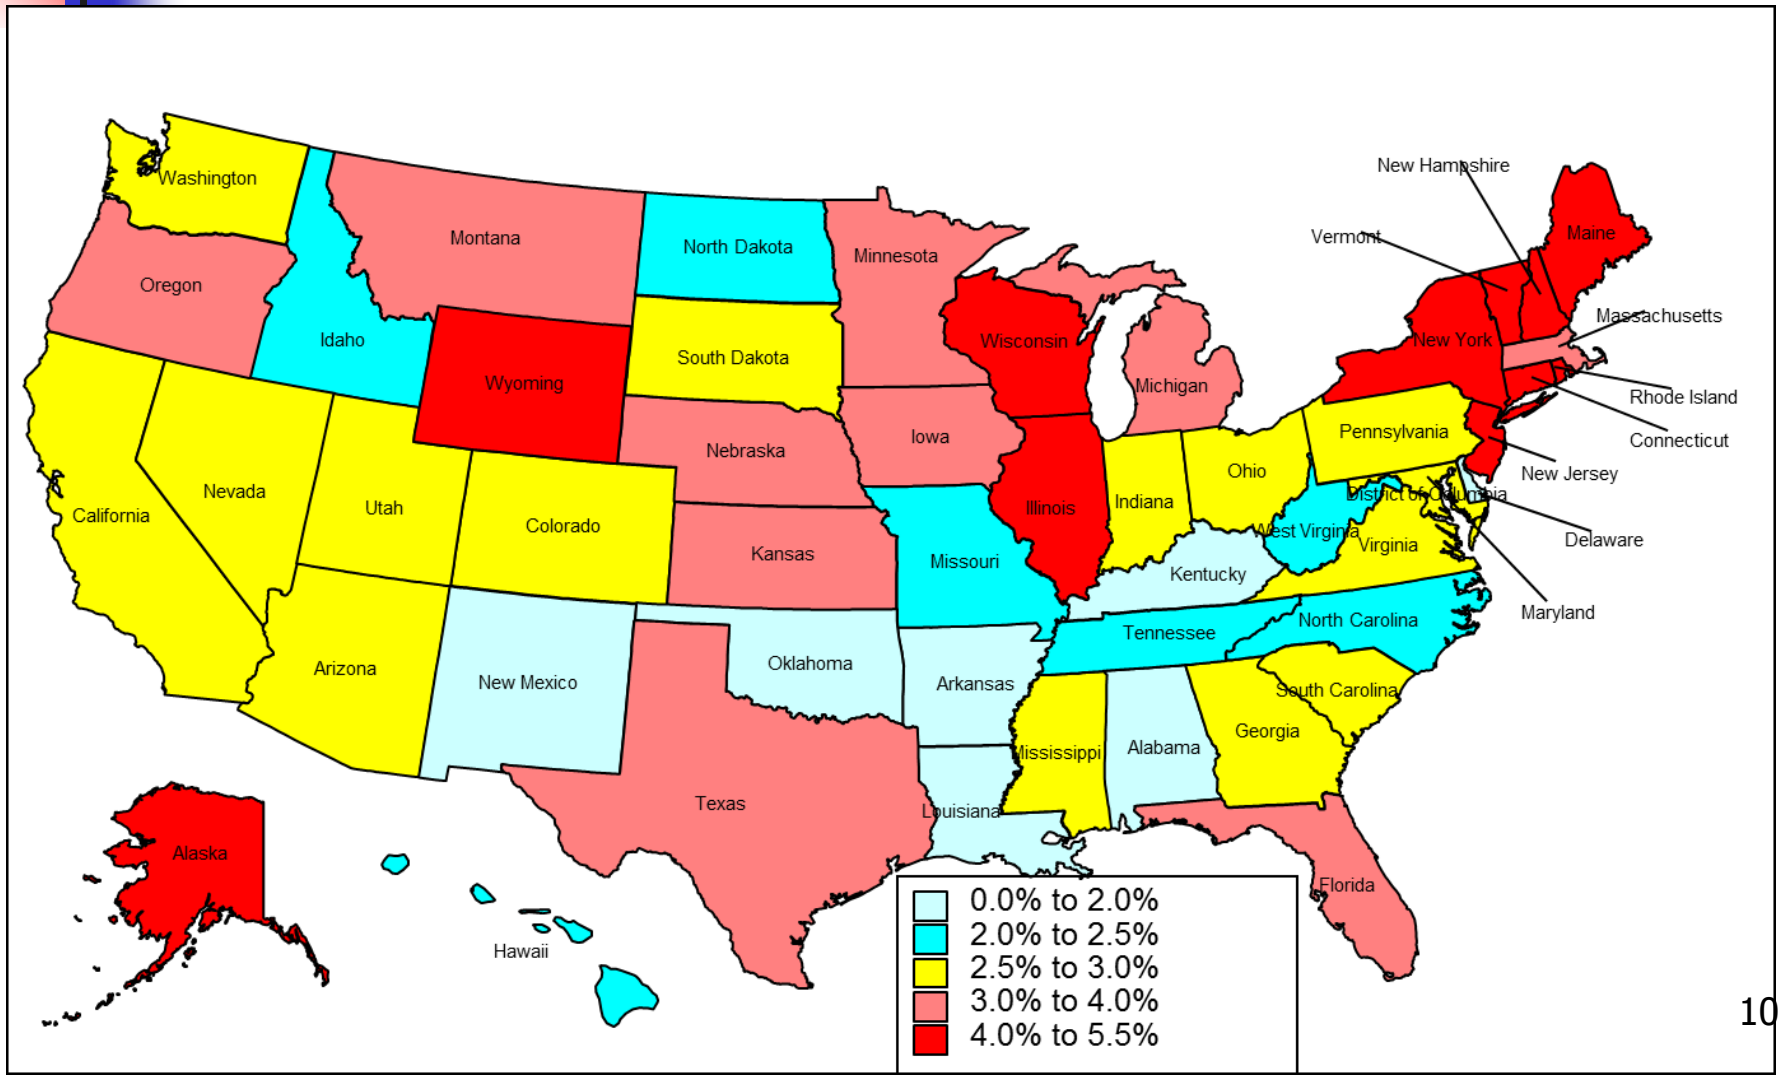 New Hampshire
Washington
Vermont
Maine
Montana
North Dakota
Minnesota
Oregon
Massachusetts
Idaho
Wisconsin
New York
South Dakota
Wyoming
Michigan
Rhode Island
Iowa
Pennsylvania
Connecticut
Nebraska
Ohio
New Jersey
Nevada
Indiana
District of Columbia
Utah
Illinois
California
Colorado
West Virginia
Virginia
Delaware
Kansas
Missouri
Kentucky
Maryland
Tennessee
North Carolina
Arizona
Oklahoma
New Mexico
Arkansas
South Carolina
Georgia
Mississippi
Alabama
Texas
Louisiana
Alaska
Florida
Hawaii
0.0% to 2.0%
2.0% to 2.5%
2.5% to 3.0%
3.0% to 4.0%
4.0% to 5.5%
10